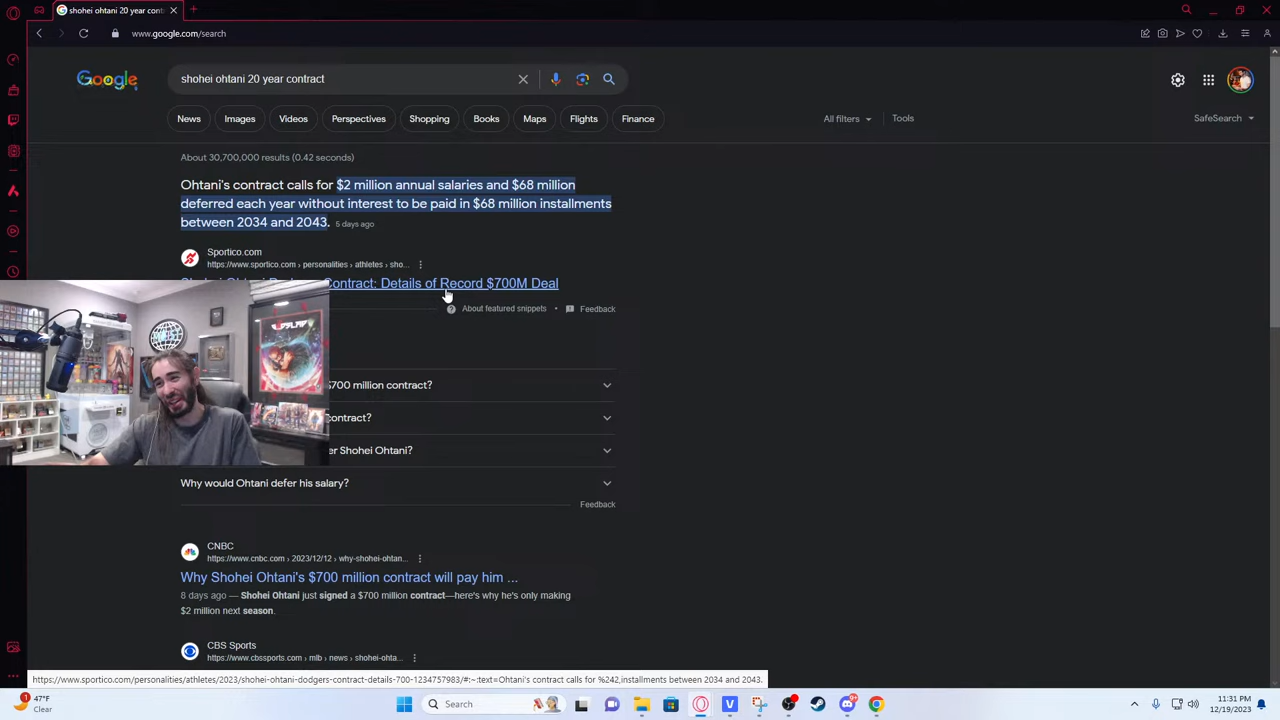 shohei ohtani 20 year cont
www.google.com/search
Google
shohei ohtani 20 year contract
News
Images
Videos
Perspectives
Shopping
Books
Maps
Flights
Finance
All filters
Tools
SafeSearch
About 30,700,000 results (0.42 seconds)
Ohtani's contract calls for $2 million annual salaries and $68 million
deferred each year without interest to be paid in $68 million installments
between 2034 and 2043. 5 days ago
Sportico.com
https://www.sportico.com › personalities › athletes › sho...
Contract: Details of Record $700M Deal
About featured snippets • Feedback
$700 million contract?
contract?
er Shohei Ohtani?
Why would Ohtani defer his salary?
Feedback
CNBC
https://www.cnbc.com › 2023/12/12 › why-shohei-ohtan...
Why Shohei Ohtani's $700 million contract will pay him ...
8 days ago — Shohei Ohtani just signed a $700 million contract—here's why he's only making
$2 million next season.
CBS Sports
https://www.cbssports.com › mlb › news › shohei-ohta...
https://www.sportico.com/personalities/athletes/2023/shohei-ohtani-dodgers-contract-details-700-1234757983/#:~:text=Ohtani's contract calls for %242,installments between 2034 and 2043.
47°F
Clear
Search
11:31 PM
12/19/2023